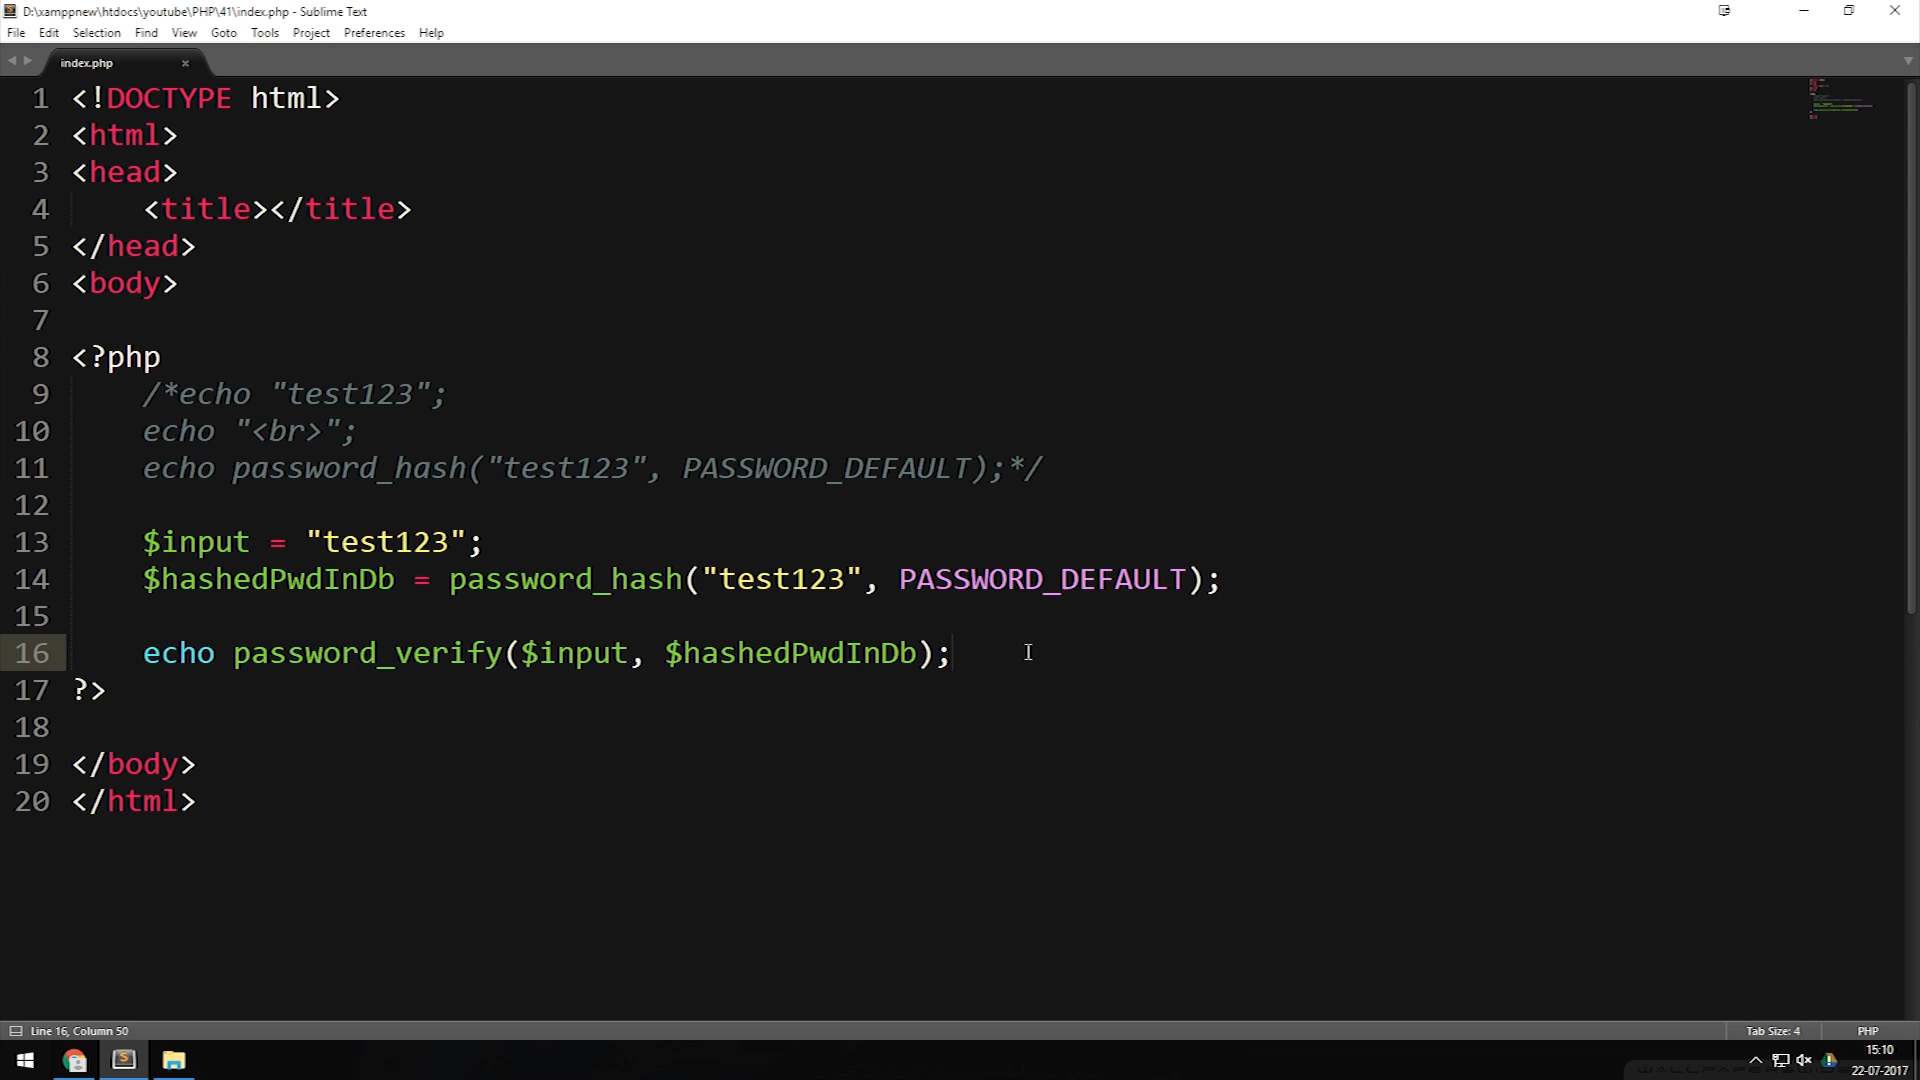 D:\xamppnew\htdocs\youtube\PHP\41\index.php - Sublime Text
File Edit Selection Find View Goto Tools Project Preferences Help
index.php ×
1 <!DOCTYPE html>
2 <html>
3 <head>
4     <title></title>
5 </head>
6 <body>
7
8 <?php
9     /*echo "test123";
10     echo "<br>";
11     echo password_hash("test123", PASSWORD_DEFAULT);*/
12
13     $input = "test123";
14     $hashedPwdInDb = password_hash("test123", PASSWORD_DEFAULT);
15
16     echo password_verify($input, $hashedPwdInDb);
17 ?>
18
19 </body>
20 </html>
Line 16, Column 50 Tab Size: 4 PHP
15:10
22-07-2017